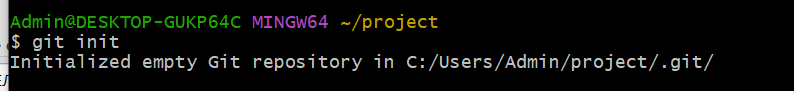 Admin@DESKTOP-GUKP64C MINGW64 ~/project
$ git init
Initialized empty Git repository in C:/Users/Admin/project/.git/